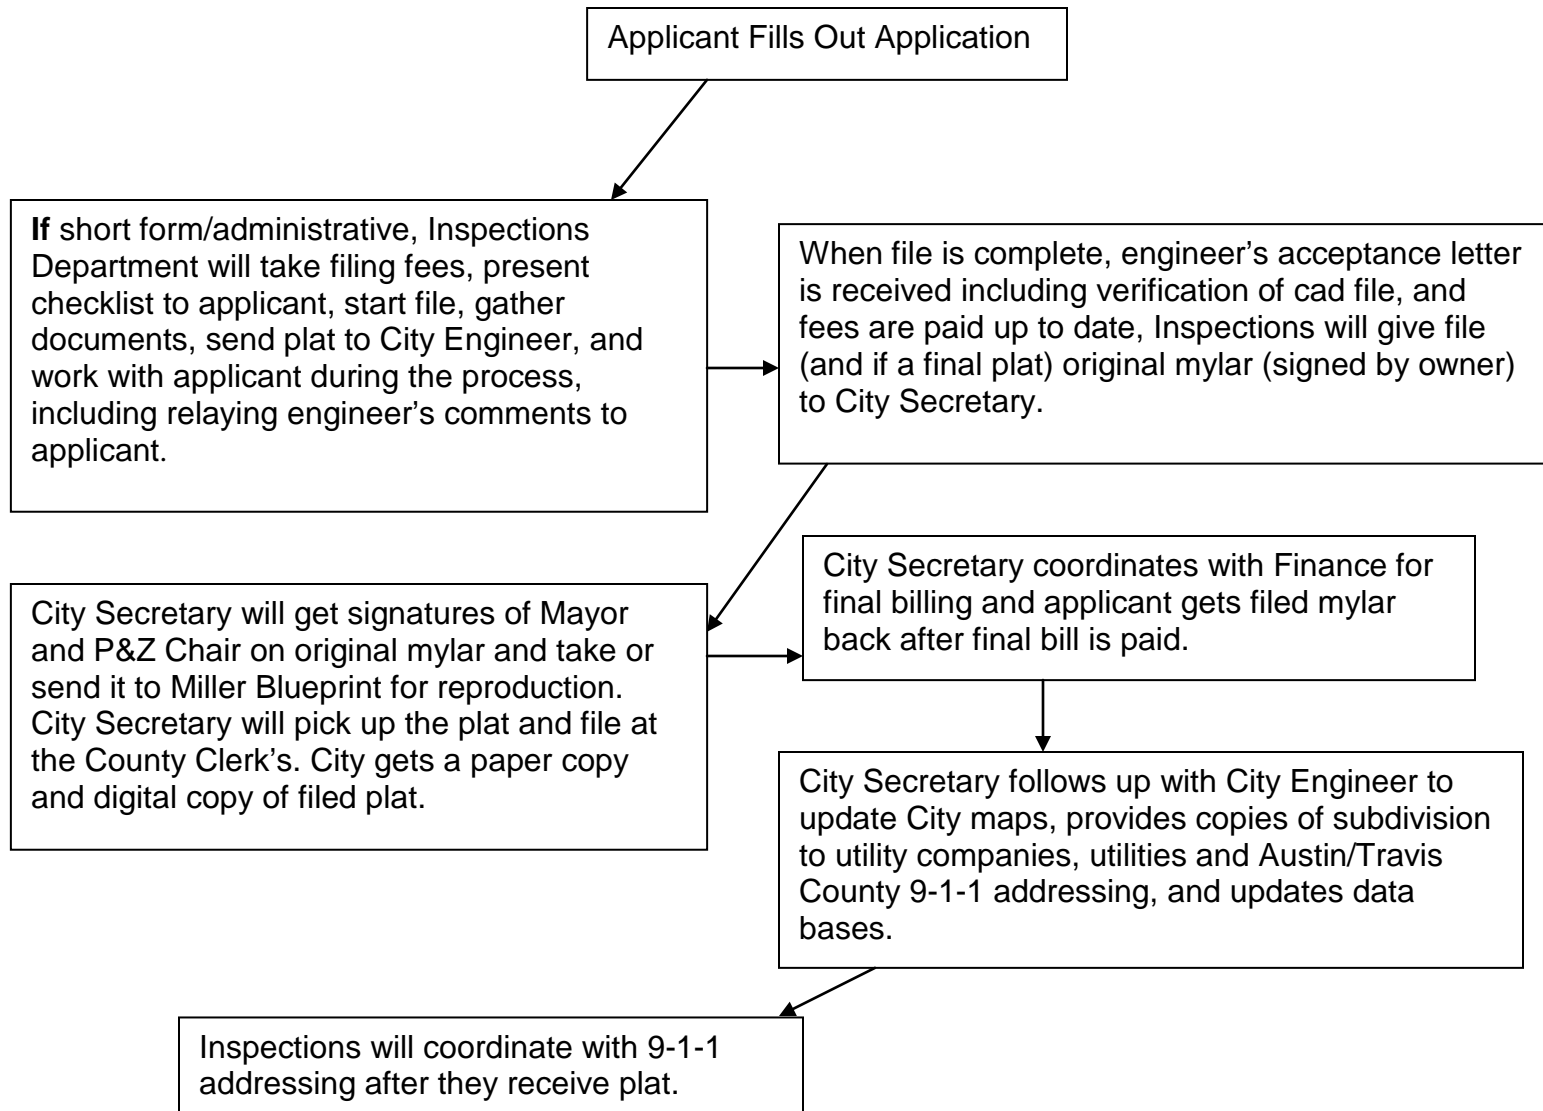 Applicant Fills Out Application
If short form/administrative, Inspections
Department will take filing fees, present
checklist to applicant, start file, gather
documents, send plat to City Engineer, and
work with applicant during the process,
including relaying engineer’s comments to
applicant.
When file is complete, engineer’s acceptance letter
is received including verification of cad file, and
fees are paid up to date, Inspections will give file
(and if a final plat) original mylar (signed by owner)
to City Secretary.
City Secretary will get signatures of Mayor
and P&Z Chair on original mylar and take or
send it to Miller Blueprint for reproduction.
City Secretary will pick up the plat and file at
the County Clerk’s. City gets a paper copy
and digital copy of filed plat.
City Secretary coordinates with Finance for
final billing and applicant gets filed mylar
back after final bill is paid.
City Secretary follows up with City Engineer to
update City maps, provides copies of subdivision
to utility companies, utilities and Austin/Travis
County 9-1-1 addressing, and updates data
bases.
Inspections will coordinate with 9-1-1
addressing after they receive plat.